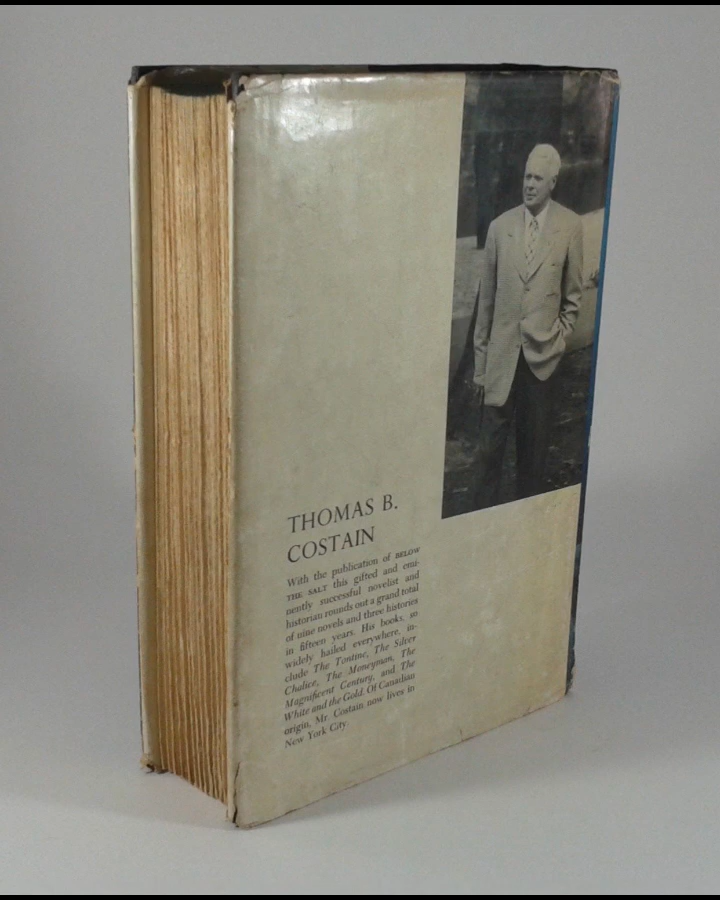 THOMAS B.
COSTAIN
With the publication of BELOW
THE SALT this gifted and emi-
nently successful novelist and
historian rounds out a grand total
of nine novels and three histories
in fifteen years. His books, so
widely hailed everywhere, in-
clude The Tontine, The Silver
Chalice, The Moneyman, The
Magnificent Century, and The
White and the Gold. Of Canadian
origin, Mr. Costain now lives in
New York City.